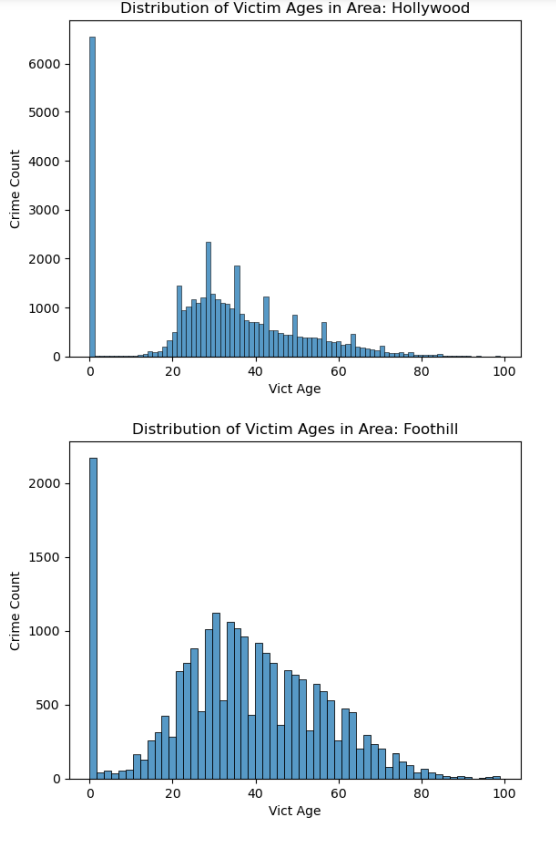 Distribution of Victim Ages in Area: Hollywood
6000
5000
4000
3000
2000
1000
0
Crime Count
0 20 40 60 80 100
Vict Age
Distribution of Victim Ages in Area: Foothill
2000
1500
1000
500
0
Crime Count
0 20 40 60 80 100
Vict Age